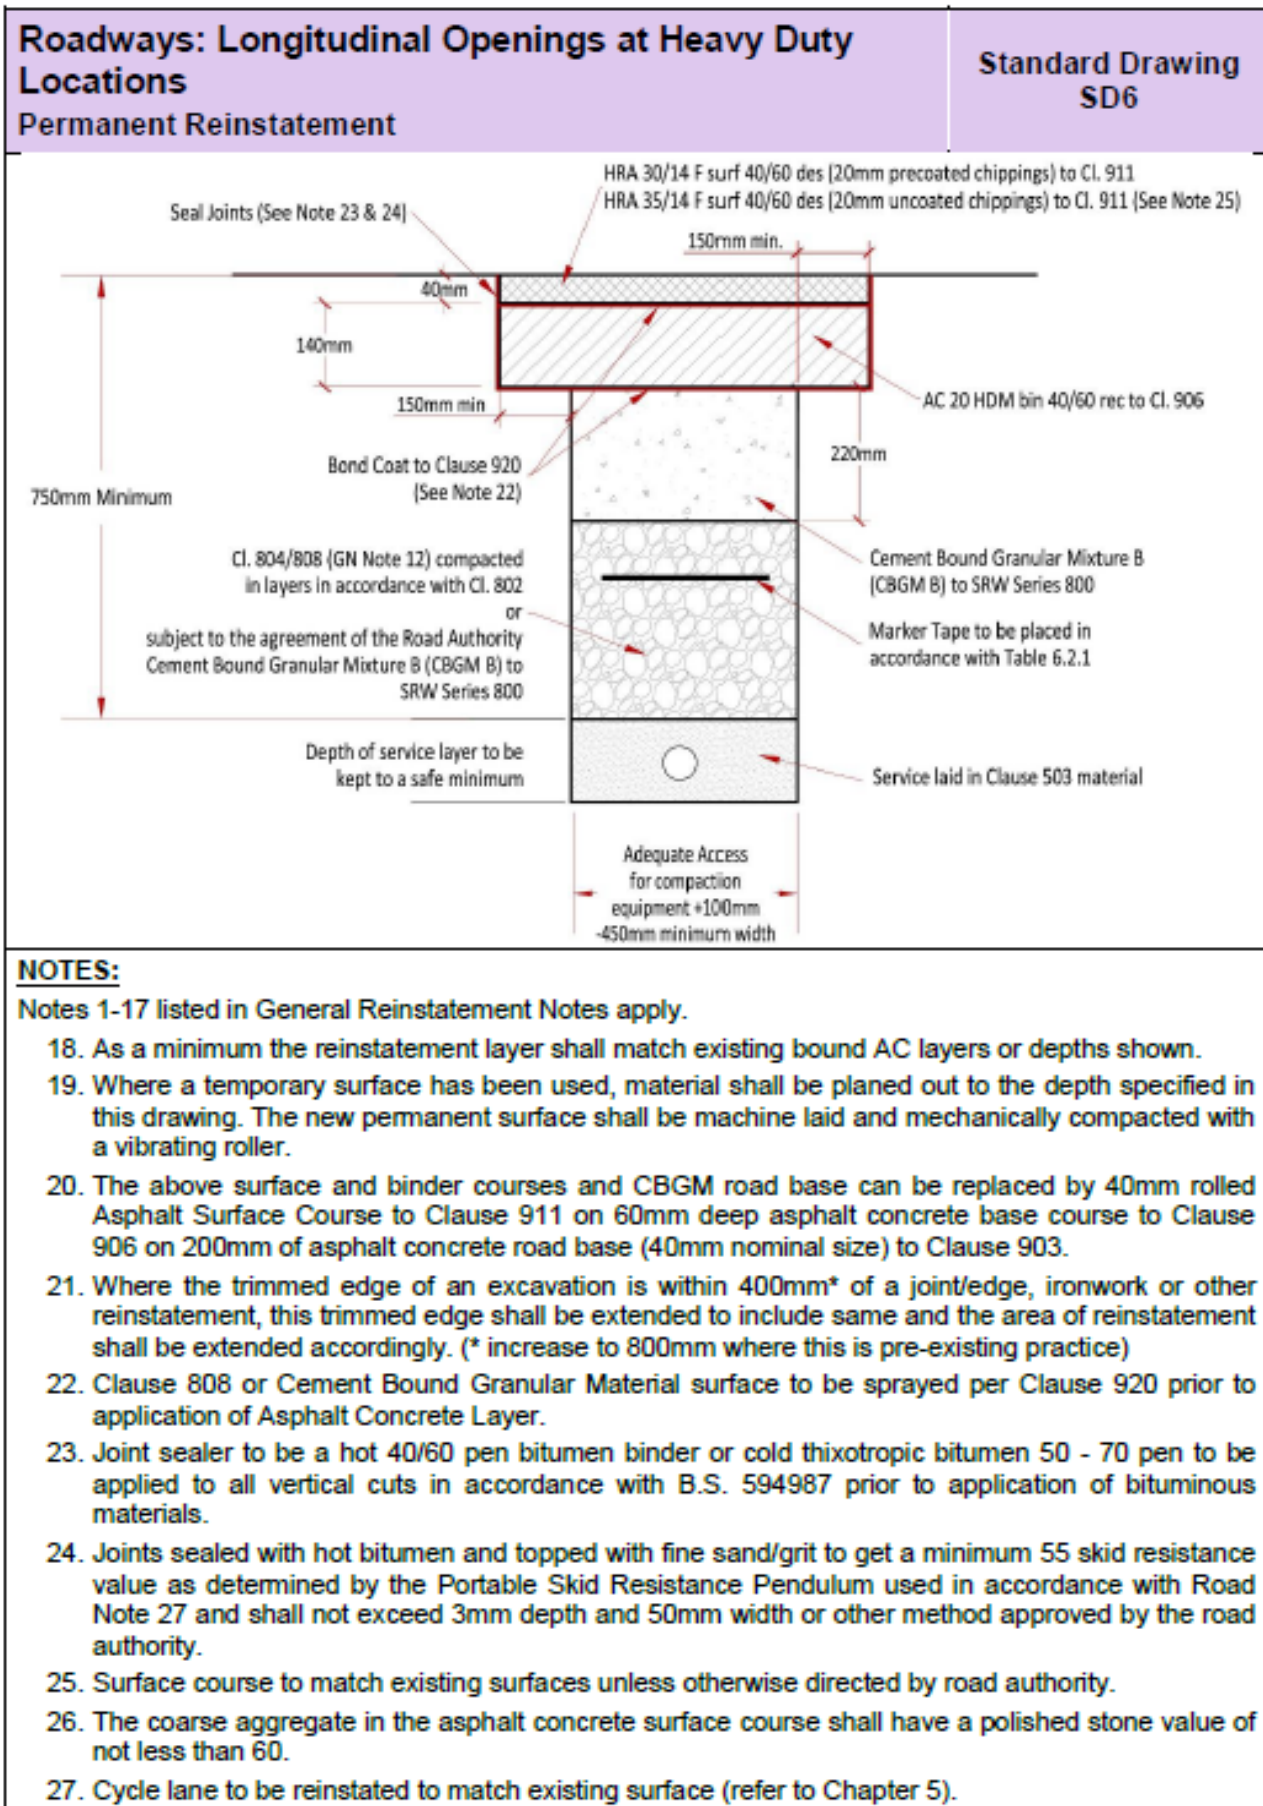 Roadways: Longitudinal Openings at Heavy Duty
Locations
Permanent Reinstatement
Standard Drawing
SD6
HRA 30/14 F surf 40/60 des (20mm precoated chippings) to Cl. 911
HRA 35/14 F surf 40/60 des (20mm uncoated chippings) to Cl. 911 (See Note 25)
Seal Joints (See Note 23 & 24)
150mm min.
40mm
140mm
150mm min
AC 20 HDM bin 40/60 rec to Cl. 906
220mm
Bond Coat to Clause 920
(See Note 22)
750mm Minimum
Cl. 804/808 (GN Note 12) compacted
in layers in accordance with Cl. 802
or
subject to the agreement of the Road Authority
Cement Bound Granular Mixture B (CBGM B) to
SRW Series 800
Cement Bound Granular Mixture B
(CBGM B) to SRW Series 800
Marker Tape to be placed in
accordance with Table 6.2.1
Depth of service layer to be
kept to a safe minimum
Service laid in Clause 503 material
Adequate Access
for compactiion
equipment +100mm
-450mm minimum width
NOTES:
Notes 1-17 listed in General Reinstatement Notes apply.
18. As a minimum the reinstatement layer shall match existing bound AC layers or depths shown.
19. Where a temporary surface has been used, material shall be planed out to the depth specified in
this drawing. The new permanent surface shall be machine laid and mechanically compacted with
a vibrating roller.
20. The above surface and binder courses and CBGM road base can be replaced by 40mm rolled
Asphalt Surface Course to Clause 911 on 60mm deep asphalt concrete base course to Clause
906 on 200mm of asphalt concrete road base (40mm nominal size) to Clause 903.
21. Where the trimmed edge of an excavation is within 400mm* of a joint/edge, ironwork or other
reinstatement, this trimmed edge shall be extended to include same and the area of reinstatement
shall be extended accordingly. (* increase to 800mm where this is pre-existing practice)
22. Clause 808 or Cement Bound Granular Material surface to be sprayed per Clause 920 prior to
application of Asphalt Concrete Layer.
23. Joint sealer to be a hot 40/60 pen bitumen binder or cold thixotropic bitumen 50 - 70 pen to be
applied to all vertical cuts in accordance with B.S. 594987 prior to application of bituminous
materials.
24. Joints sealed with hot bitumen and topped with fine sand/grit to get a minimum 55 skid resistance
value as determined by the Portable Skid Resistance Pendulum used in accordance with Road
Note 27 and shall not exceed 3mm depth and 50mm width or other method approved by the road
authority.
25. Surface course to match existing surfaces unless otherwise directed by road authority.
26. The coarse aggregate in the asphalt concrete surface course shall have a polished stone value of
not less than 60.
27. Cycle lane to be reinstated to match existing surface (refer to Chapter 5).